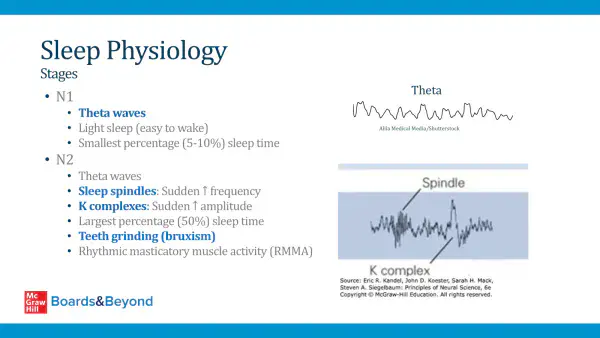 Sleep Physiology
Stages
• N1
• Theta waves
• Light sleep (easy to wake)
• Smallest percentage (5-10%) sleep time
• N2
• Theta waves
• Sleep spindles: Sudden ↑ frequency
• K complexes: Sudden ↑ amplitude
• Largest percentage (50%) sleep time
• Teeth grinding (bruxism)
• Rhythmic masticatory muscle activity (RMMA)
Theta
Alila Medical Media/Shutterstock
Spindle
K complex
Source: Eric R. Kandel, John D. Koester, Sarah H. Mack,
Steven A. Siegelbaum: Principles of Neural Science, 6e
Copyright © McGraw-Hill Education. All rights reserved.
Mc
Graw
Hill
Boards&Beyond